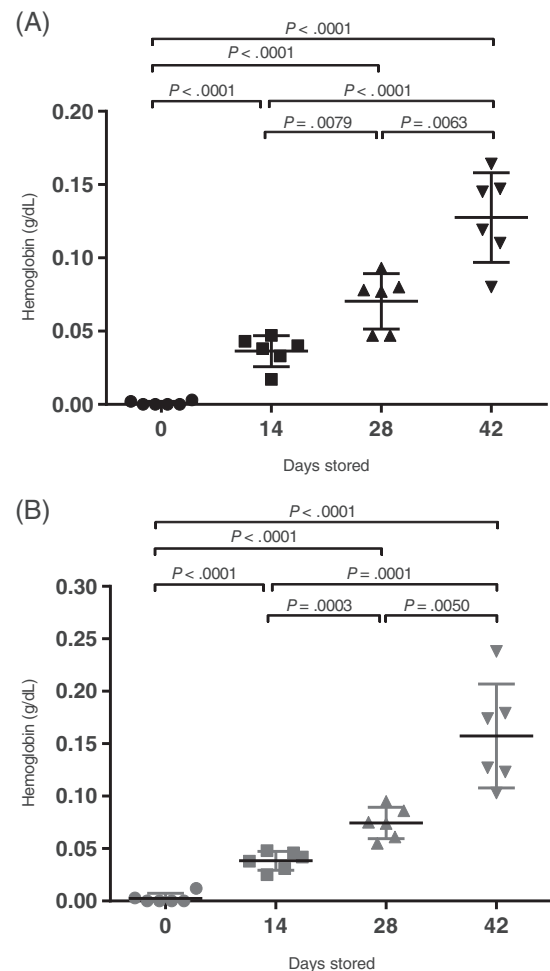 (A)
P < .0001
P < .0001
P < .0001 P < .0001
P = .0079 P = .0063
0.20
0.15
0.10
0.05
0.00
Hemoglobin (g/dL)
0 14 28 42
Days stored
(B)
P < .0001
P < .0001
P < .0001 P = .0001
P = .0003 P = .0050
0.30
0.25
0.20
0.15
0.10
0.05
0.00
Hemoglobin (g/dL)
0 14 28 42
Days stored